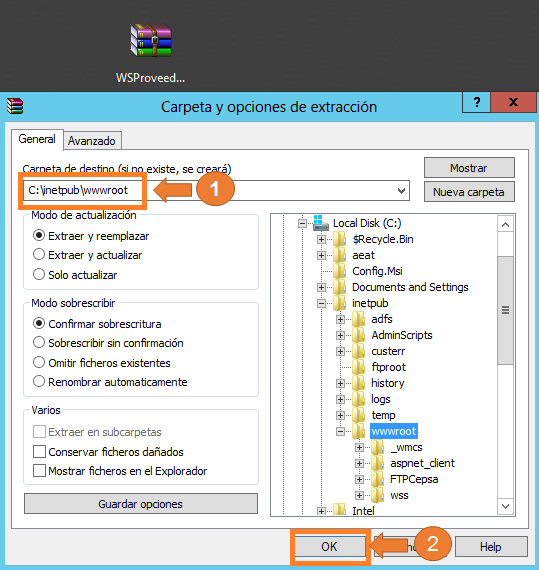 WSProveed...
Carpeta y opciones de extracción
?
x
General
Avanzado
Carpeta de destino (si no existe, se creará)
C:\inetpub\wwwroot
1
Mostrar
Nueva carpeta
Modo de actualización
Extraer y reemplazar
Extraer y actualizar
Solo actualizar
Modo sobrescribir
Confirmar sobrescritura
Sobrescribir sin confirmación
Omitir ficheros existentes
Renombrar automaticamente
Varios
Extraer en subcarpetas
Conservar ficheros dañados
Mostrar ficheros en el Explorador
Guardar opciones
Local Disk (C:)
$Recycle.Bin
aeat
Config.Msi
Documents and Settings
inetpub
adfs
AdminScripts
custerr
ftproot
history
logs
temp
wwwroot
_wmcs
aspnet_client
FTPCepsa
wss
Intel
OK
2
Help